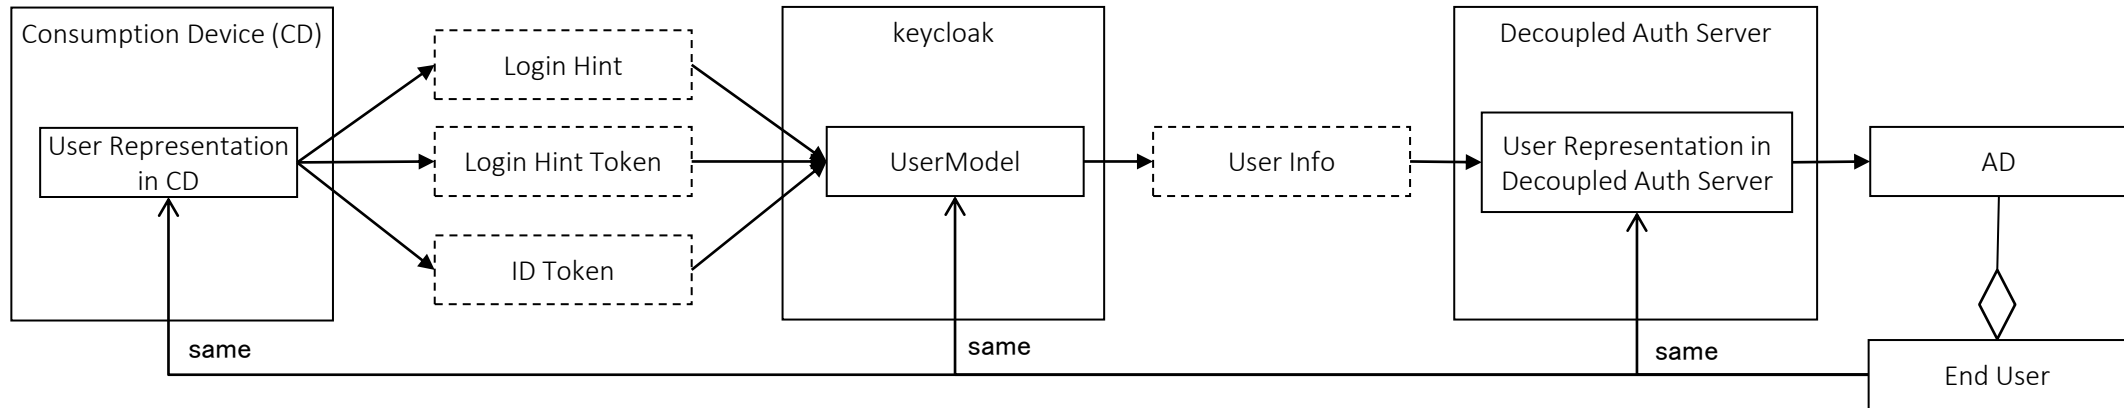 Consumption Device (CD)
User Representation
in CD
Login Hint
Login Hint Token
ID Token
keycloak
UserModel
User Info
Decoupled Auth Server
User Representation in
Decoupled Auth Server
AD
same
same
same
End User